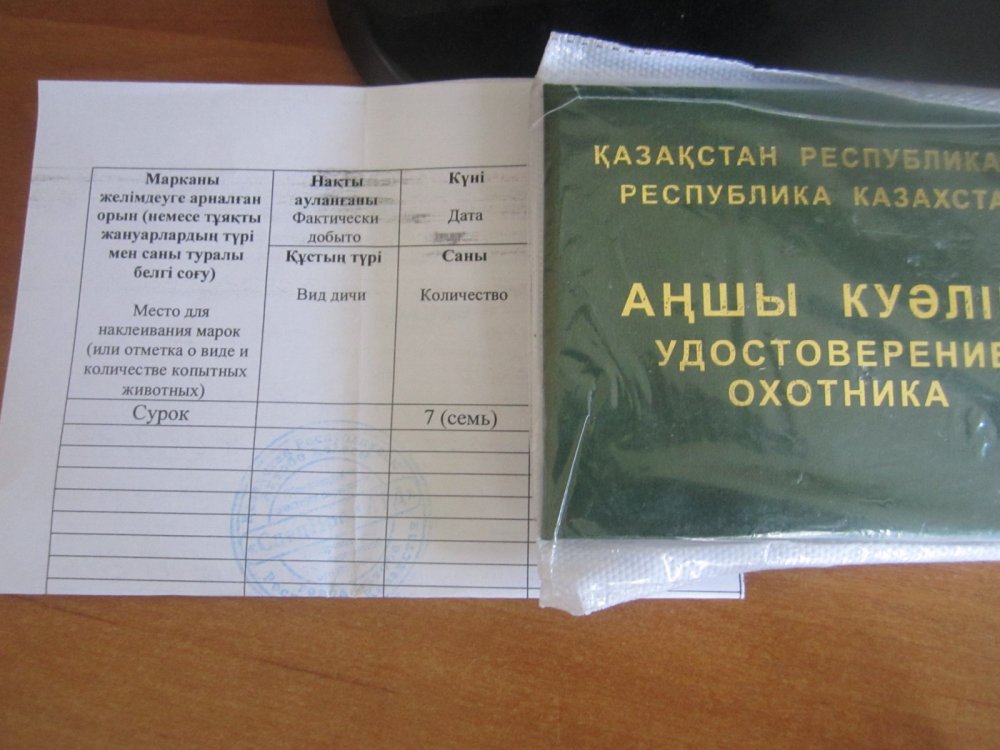 Марканы
желімдеуге арналған
орын (немесе тұяқты
жануарлардың түрі
мен саны туралы
белгі соғу)
Место для
наклеивания марок
(или отметка о виде и
количестве копытных
животных)
Нақты
ауланғаны
Фактически
добыто
Күні
Дата
Құстың түрі
Вид дичи
Саны
Количество
Сурок
7 (семь)
ҚАЗАҚСТАН РЕСПУБЛИКА
РЕСПУБЛИКА КАЗАХСТА
АҢШЫ КУӘЛІ
УДОСТОВЕРЕНИЕ
ОХОТНИКА